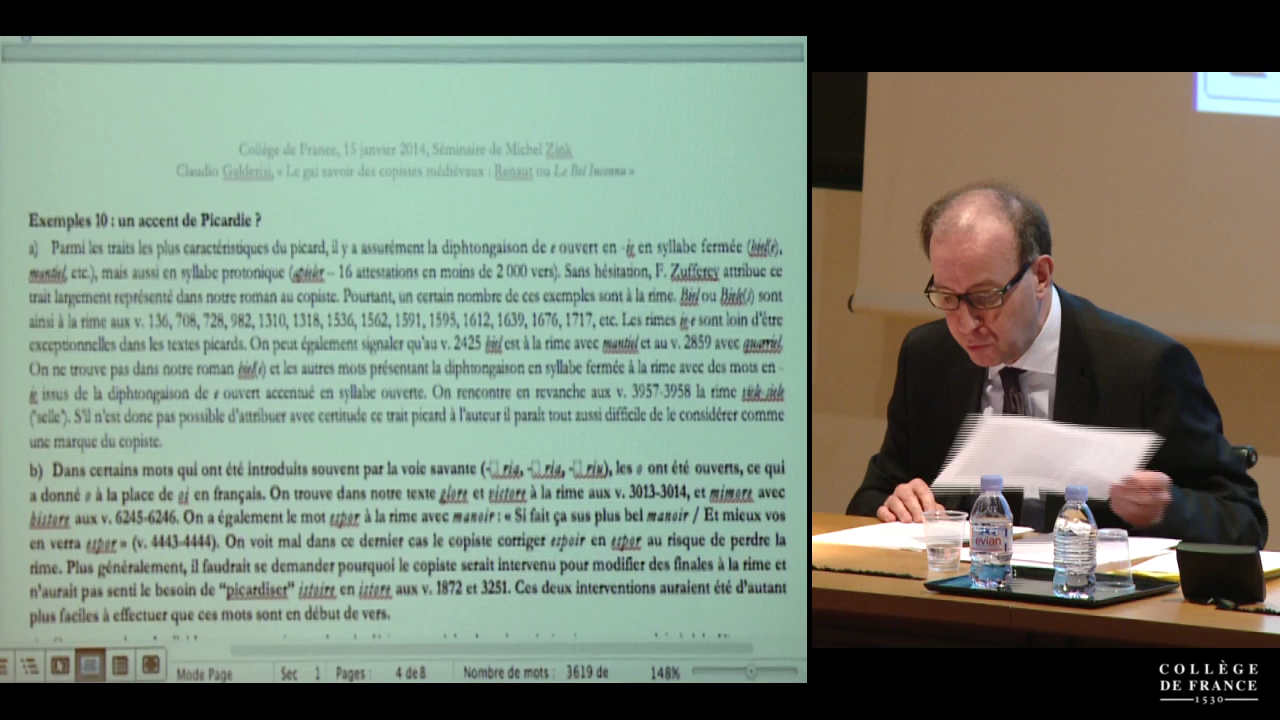 Collège de France, 15 janvier 2014, Séminaire de Michel Zink
Claudio Galderisi, « Le gai savoir des copistes médiévaux : Renaut ou Le Bel Inconnu »
Exemples 10 : un accent de Picardie ?
a) Parmi les traits les plus caractéristiques du picard, il y a assurément la diphtongaison de e ouvert en -ie en syllabe fermée (biel(e),
mantiel, etc.), mais aussi en syllabe protonique ( – 16 attestations en moins de 2 000 vers). Sans hésitation, F. Zufferey attribue ce
trait largement représenté dans notre roman au copiste. Pourtant, un certain nombre de ces exemples sont à la rime. Biel ou Biele(s) sont
ainsi à la rime aux v. 136, 708, 728, 982, 1310, 1318, 1536, 1562, 1591, 1595, 1612, 1639, 1676, 1717, etc. Les rimes ie-e sont loin d'être
exceptionnelles dans les textes picards. On peut également signaler qu'au v. 2425 biel est à la rime avec mantiel et au v. 2859 avec quarriel.
On ne trouve pas dans notre roman biel(e) et les autres mots présentant la diphtongaison en syllabe fermée à la rime avec des mots en -
ie issus de la diphtongaison de e ouvert accentué en syllabe ouverte. On rencontre en revanche aux v. 3957-3958 la rime
('selle'). S'il n'est donc pas possible d'attribuer avec certitude ce trait picard à l'auteur il paraît tout aussi difficile de le considérer comme
une marque du copiste.
b) Dans certains mots qui ont été introduits souvent par la voie savante (-□ria, -□ria, -□riu), les o ont été ouverts, ce qui
a donné o à la place de oi en français. On trouve dans notre texte glore et victore à la rime aux v. 3013-3014, et mimore avec
histore aux v. 6245-6246. On a également le mot espor à la rime avec manoir : « Si fait ça sus plus bel manoir / Et mieux vos
en verra espor » (v. 4443-4444). On voit mal dans ce dernier cas le copiste corriger espoir en espor au risque de perdre la
rime. Plus généralement, il faudrait se demander pourquoi le copiste serait intervenu pour modifier des finales à la rime et
n'aurait pas senti le besoin de "picardiser" istoire en istore aux v. 1872 et 3251. Ces deux interventions auraient été d'autant
plus faciles à effectuer que ces mots sont en début de vers.
Mode Page Sec 1 Pages : 4 de 8 Nombre de mots : 3619 de 148%
evian
COLLÈGE
DE FRANCE
1530